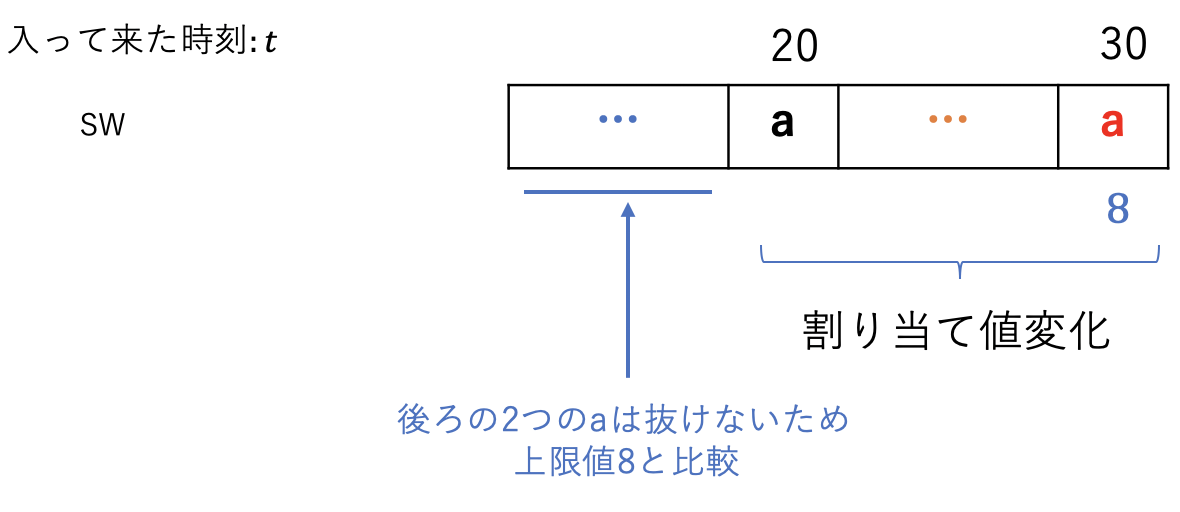 入って来た時刻:t
20
30
SW
…
a
…
a
8
割り当て値変化
後ろの2つのaは抜けないため
上限値8と比較